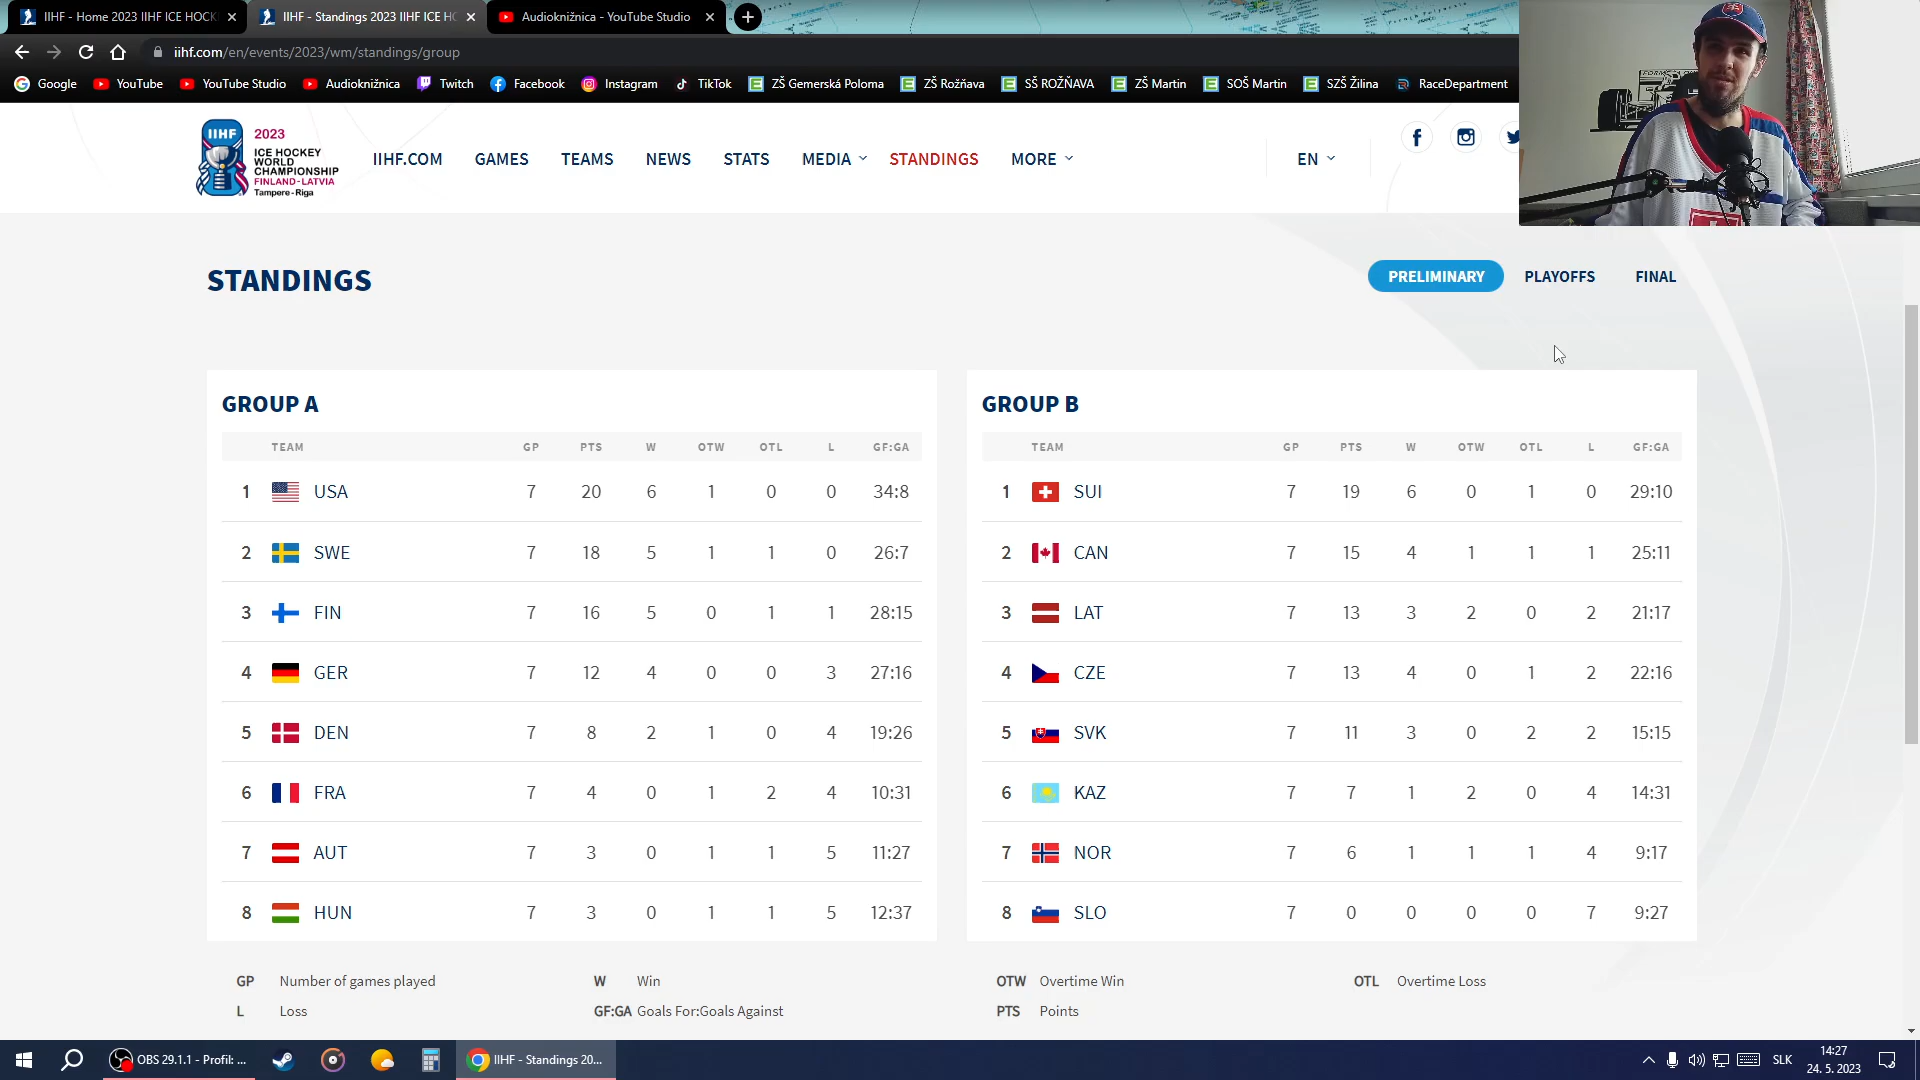 IIHF - Home 2023 IIHF ICE HOCK
IIHF - Standings 2023 IIHF ICE HO
Audioknižnica - YouTube Studio
iihf.com/en/events/2023/wm/standings/group
Google
YouTube
YouTube Studio
Audioknižnica
Twitch
Facebook
Instagram
TikTok
ZŠ Gemerská Poloma
ZŠ Rožňava
SŠ ROŽŇAVA
ZŠ Martin
SOŠ Martin
SZŠ Žilina
RaceDepartment
IIHF
2023
ICE HOCKEY
WORLD
CHAMPIONSHIP
FINLAND-LATVIA
Tampere - Riga
IIHF.COM GAMES TEAMS NEWS STATS MEDIA STANDINGS MORE EN
STANDINGS
PRELIMINARY PLAYOFFS FINAL
GROUP A
TEAM GP PTS W OTW OTL L GF:GA
1 USA 7 20 6 1 0 0 34:8
2 SWE 7 18 5 1 1 0 26:7
3 FIN 7 16 5 0 1 1 28:15
4 GER 7 12 4 0 0 3 27:16
5 DEN 7 8 2 1 0 4 19:26
6 FRA 7 4 0 1 2 4 10:31
7 AUT 7 3 0 1 1 5 11:27
8 HUN 7 3 0 1 1 5 12:37
GROUP B
TEAM GP PTS W OTW OTL L GF:GA
1 SUI 7 19 6 0 1 0 29:10
2 CAN 7 15 4 1 1 1 25:11
3 LAT 7 13 3 2 0 2 21:17
4 CZE 7 13 4 0 1 2 22:16
5 SVK 7 11 3 0 2 2 15:15
6 KAZ 7 7 1 2 0 4 14:31
7 NOR 7 6 1 1 1 4 9:17
8 SLO 7 0 0 0 0 7 9:27
GP Number of games played W Win OTW Overtime Win OTL Overtime Loss
L Loss GF:GA Goals For:Goals Against PTS Points
OBS 29.1.1 - Profil: ...
IIHF - Standings 20...
SLK
14:27
24. 5. 2023